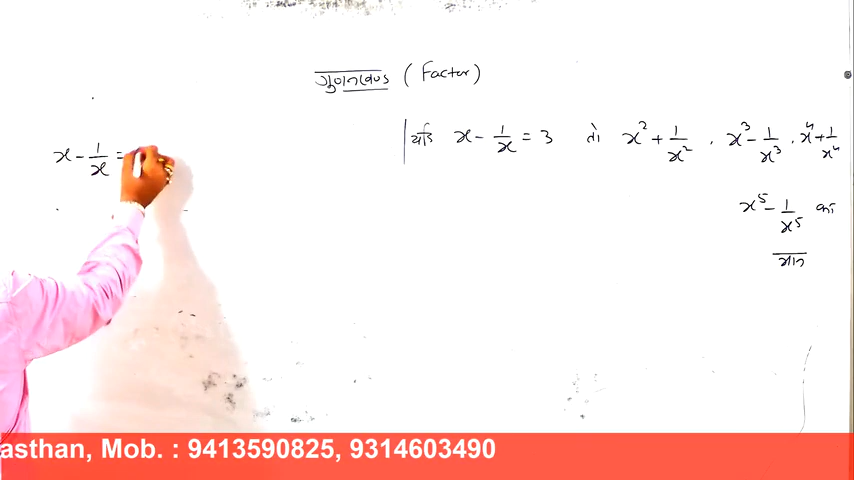 गुणनखण्ड (Factor)
यदि x - 1/x = 3 तो x² + 1/x² , x³ - 1/x³ , x⁴ + 1/x⁴
x - 1/x =
x⁵ - 1/x⁵ का
मान
asthan, Mob. : 9413590825, 9314603490